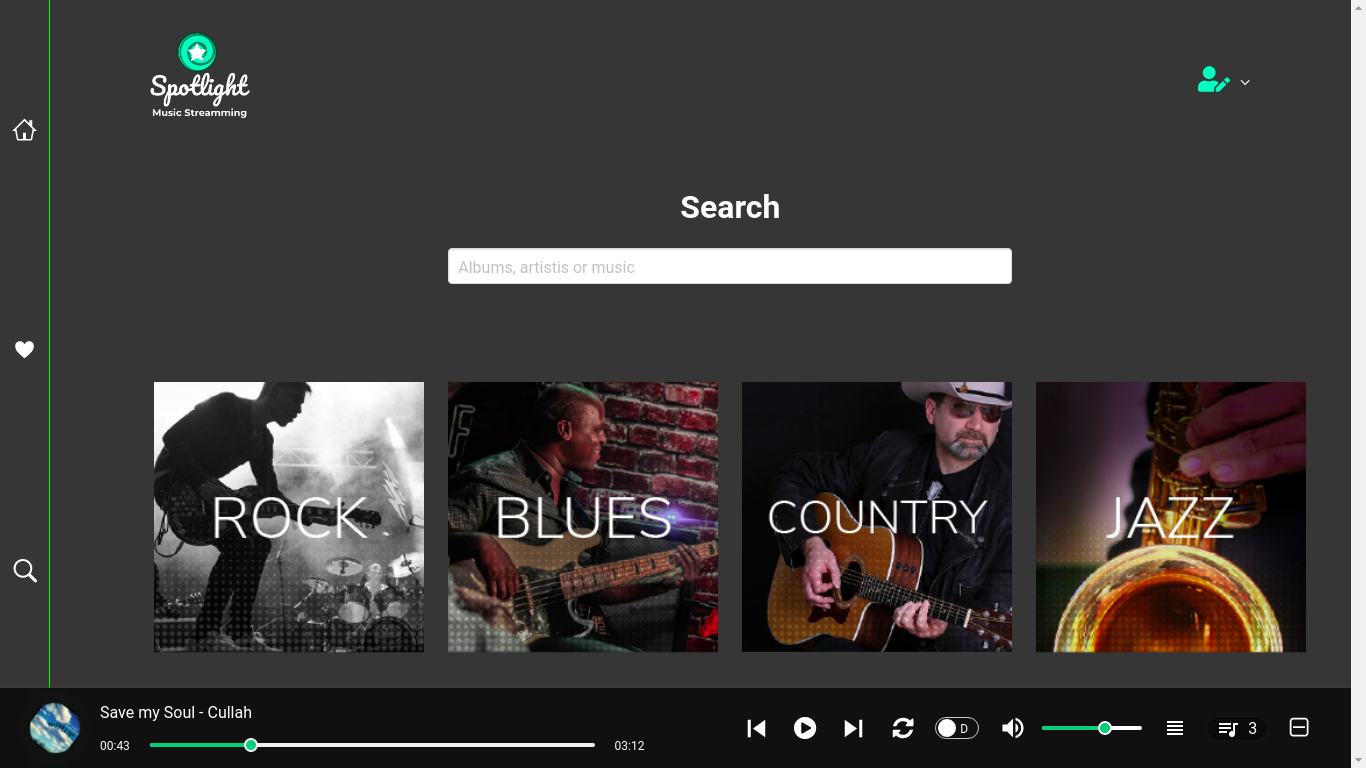 Spotlight
Music Streamming
Search
Albums, artistis or music
ROCK
BLUES
COUNTRY
JAZZ
Save my Soul - Cullah
00:43
03:12
D
3